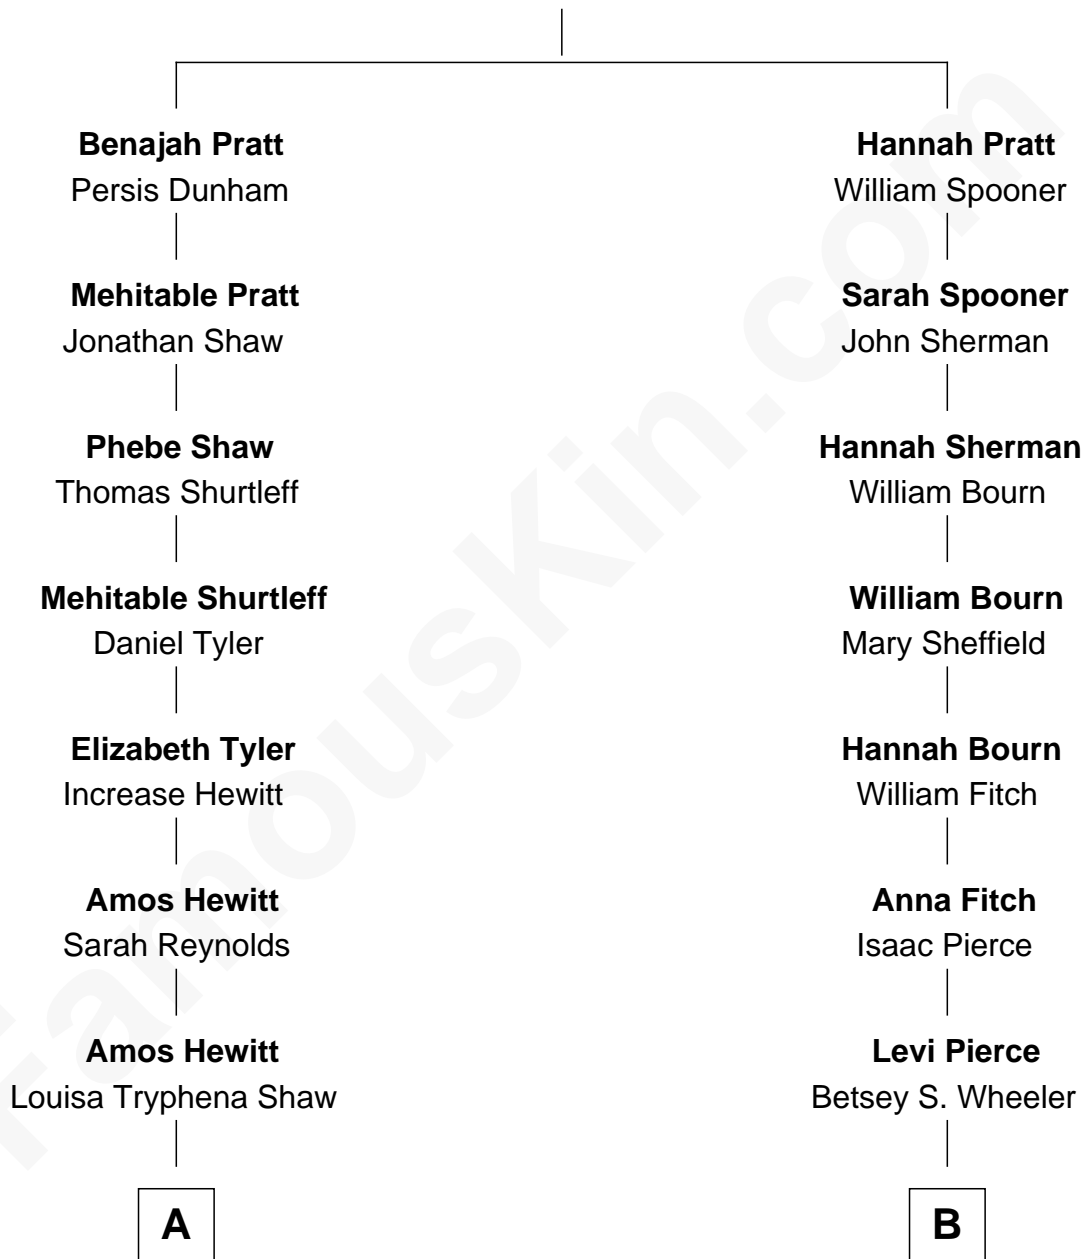 Benajah Pratt
Persis Dunham
Hannah Pratt
William Spooner
Mehitable Pratt
Jonathan Shaw
Sarah Spooner
John Sherman
Phebe Shaw
Thomas Shurtleff
Hannah Sherman
William Bourn
Mehitable Shurtleff
Daniel Tyler
William Bourn
Mary Sheffield
Elizabeth Tyler
Increase Hewitt
Hannah Bourn
William Fitch
Amos Hewitt
Sarah Reynolds
Anna Fitch
Isaac Pierce
Amos Hewitt
Louisa Tryphena Shaw
Levi Pierce
Betsey S. Wheeler
A
B
FamousKin.com